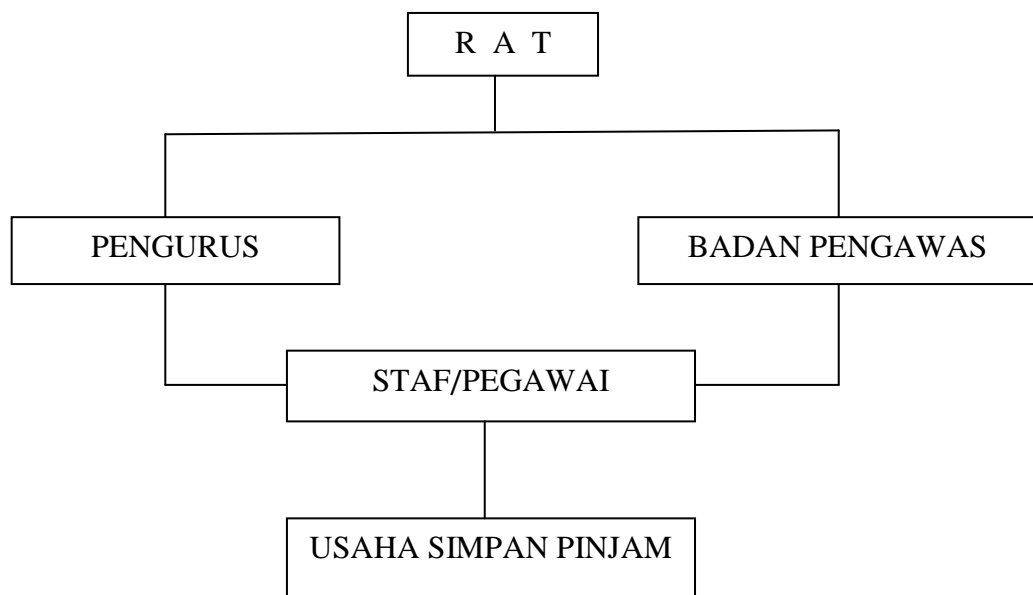 R A T
PENGURUS
BADAN PENGAWAS
STAF/PEGAWAI
USAHA SIMPAN PINJAM